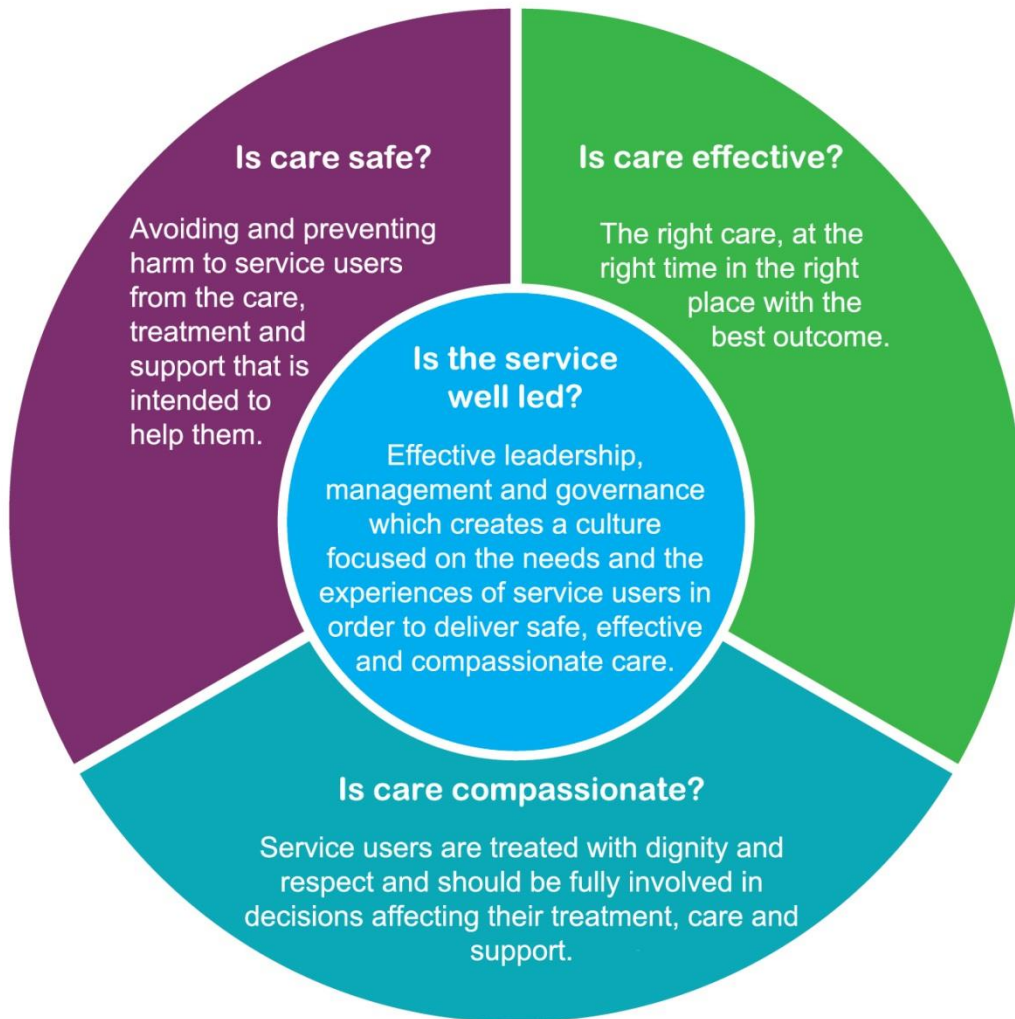 Is care safe?
Avoiding and preventing
harm to service users
from the care,
treatment and
support that is
intended to
help them.
Is care effective?
The right care, at the
right time in the right
place with the
best outcome.
Is the service
well led?
Effective leadership,
management and governance
which creates a culture
focused on the needs and the
experiences of service users in
order to deliver safe, effective
and compassionate care.
Is care compassionate?
Service users are treated with dignity and
respect and should be fully involved in
decisions affecting their treatment, care and
support.